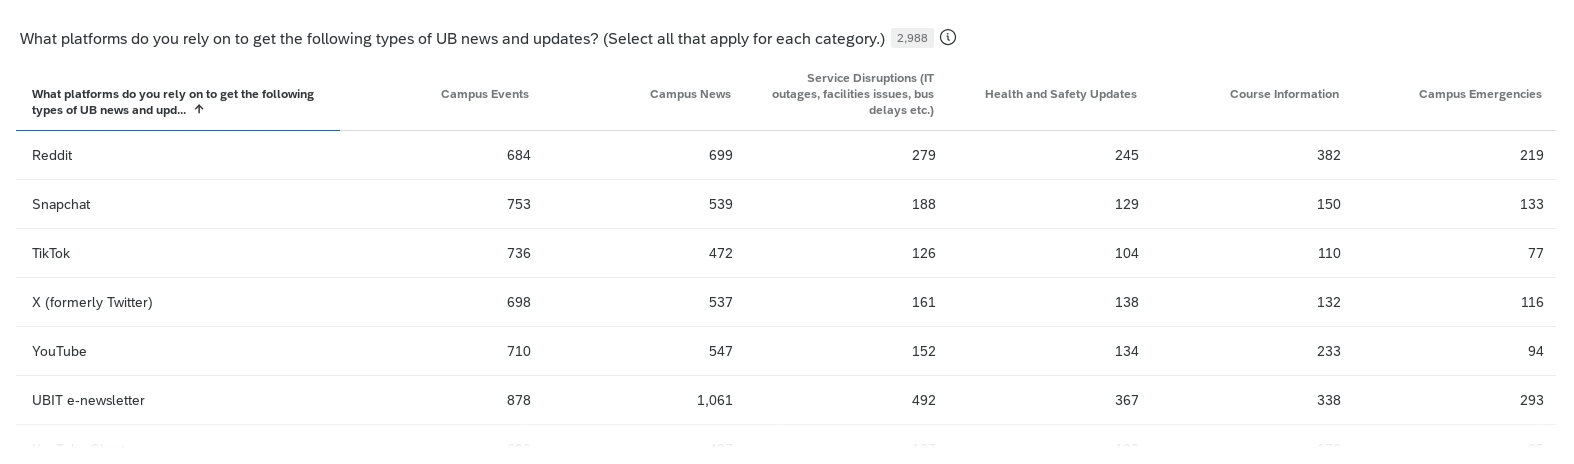 What platforms do you rely on to get the following types of UB news and updates? (Select all that apply for each category.) 2,988
What platforms do you rely on to get the following types of UB news and upd... ↑ Campus Events Campus News Service Disruptions (IT outages, facilities issues, bus delays etc.) Health and Safety Updates Course Information Campus Emergencies
Reddit 684 699 279 245 382 219
Snapchat 753 539 188 129 150 133
TikTok 736 472 126 104 110 77
X (formerly Twitter) 698 537 161 138 132 116
YouTube 710 547 152 134 233 94
UBIT e-newsletter 878 1,061 492 367 338 293